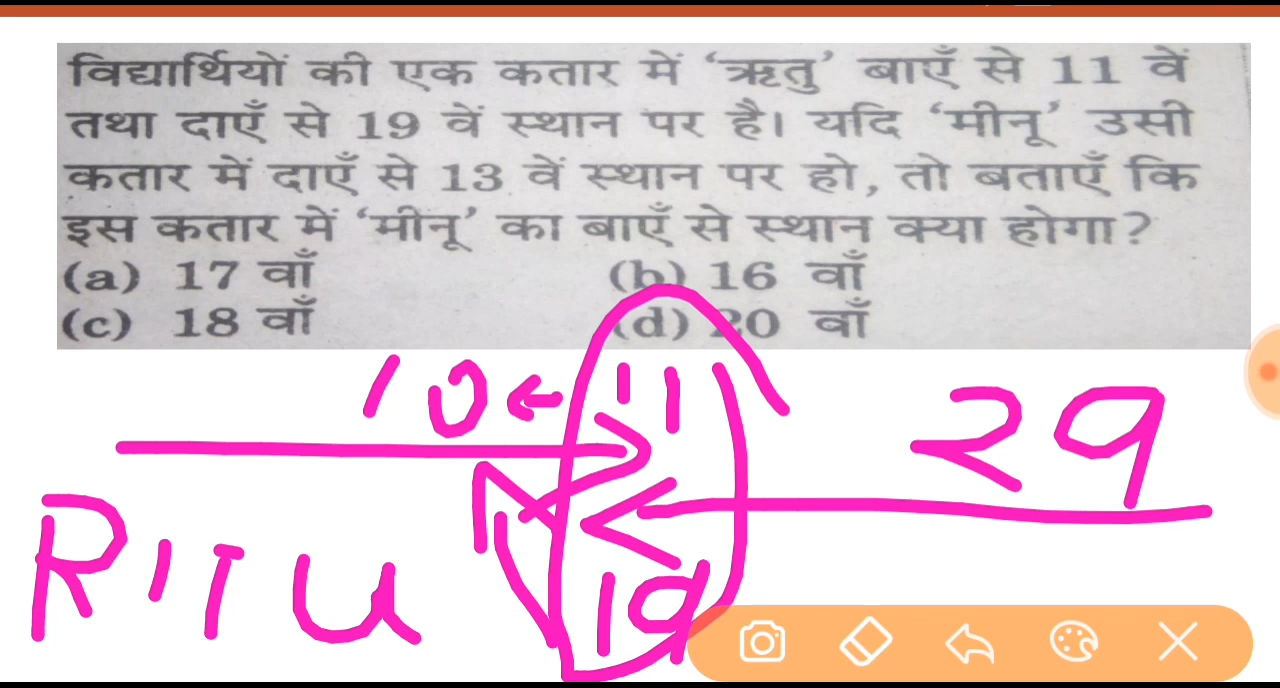 विद्यार्थियों की एक कतार में ‘ऋतु’ बाएँ से 11 वें
तथा दाएँ से 19 वें स्थान पर है। यदि ‘मीनू’ उसी
कतार में दाएँ से 13 वें स्थान पर हो, तो बताएँ कि
इस कतार में ‘मीनू’ का बाएँ से स्थान क्या होगा?
(a) 17 वाँ (b) 16 वाँ
(c) 18 वाँ (d) 20 वाँ
10 ← 11 29
RITU 19